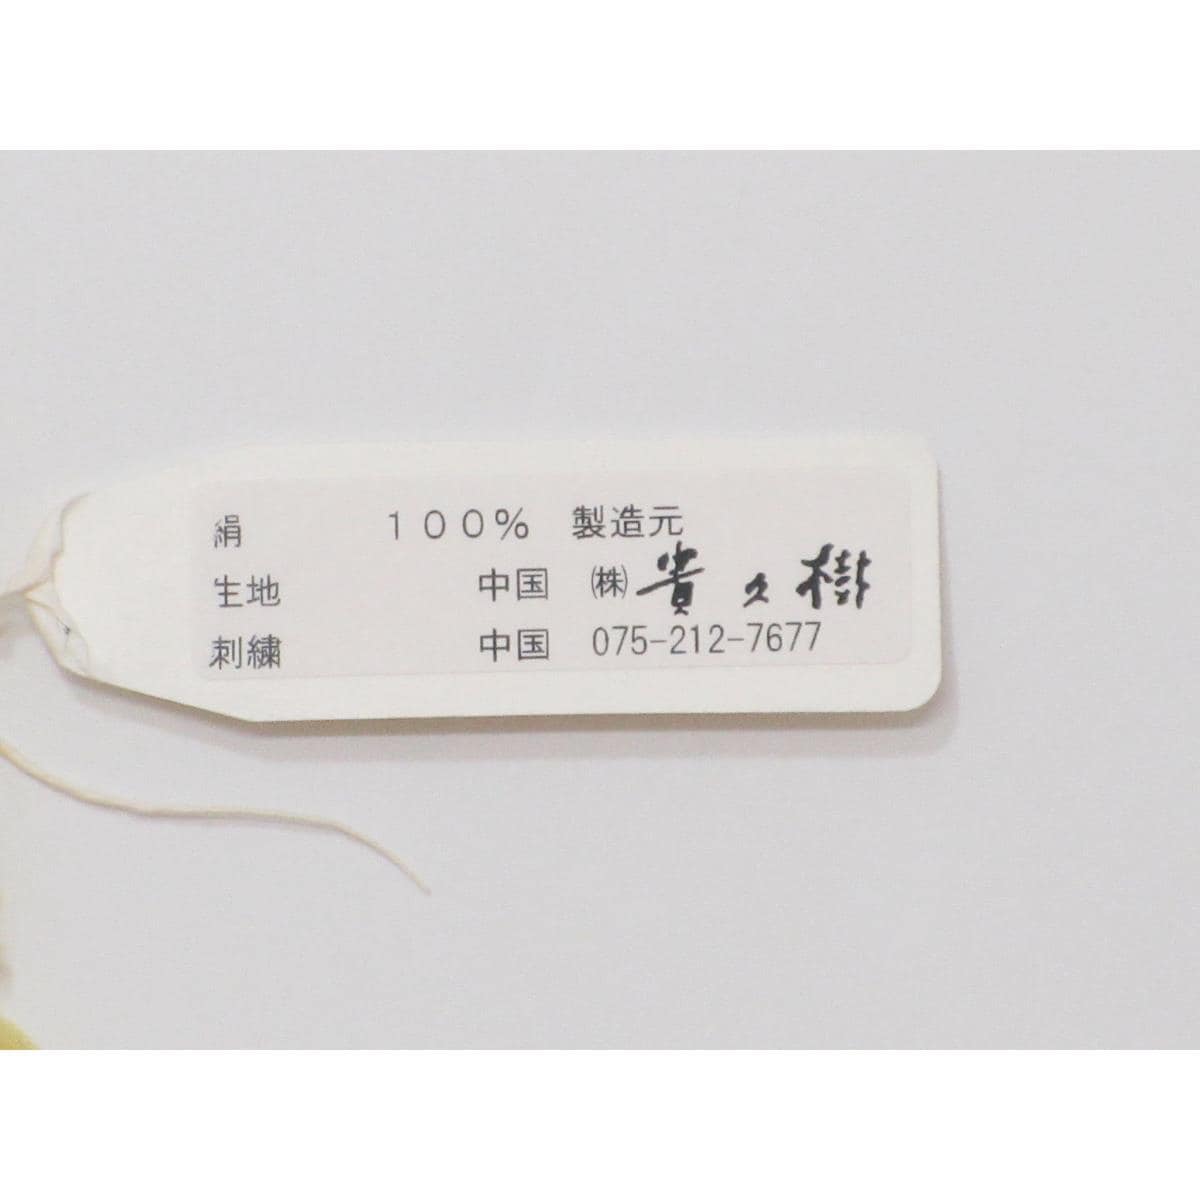 絹 １００％ 製造元
生地 中国 ㈱貴久樹
刺繍 中国 075-212-7677